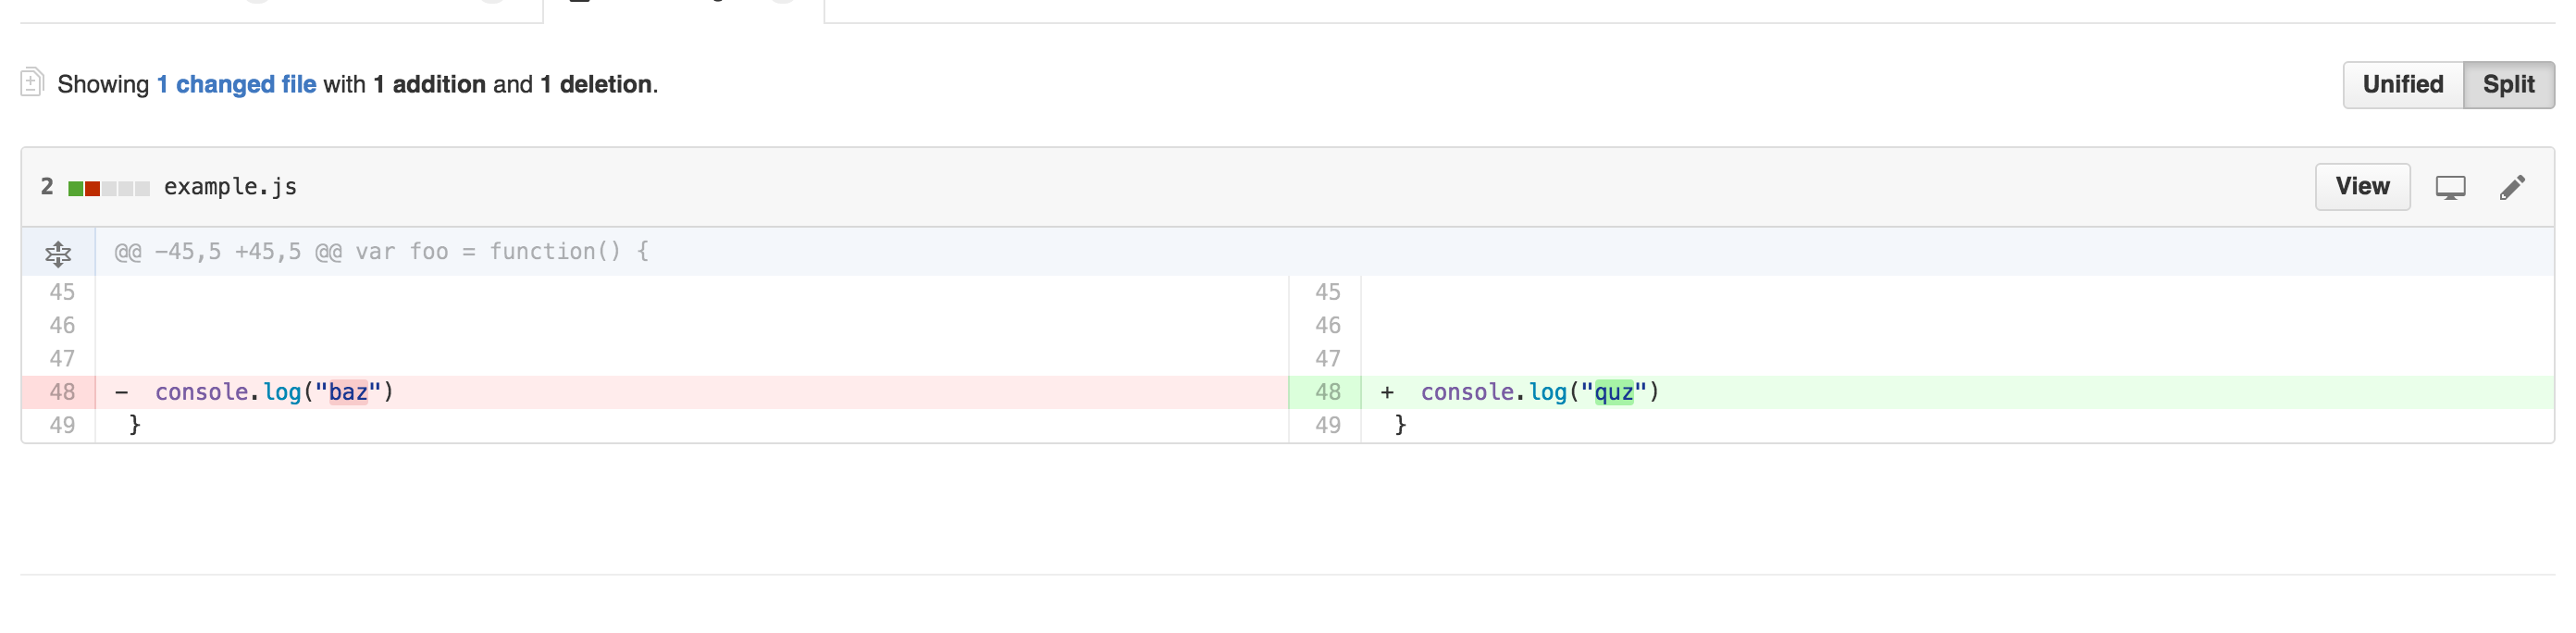 Showing 1 changed file with 1 addition and 1 deletion.
Unified Split
2 example.js
View
@@ -45,5 +45,5 @@ var foo = function() {
45 45
46 46
47 47
48 - console.log("baz") 48 + console.log("quz")
49 } 49 }